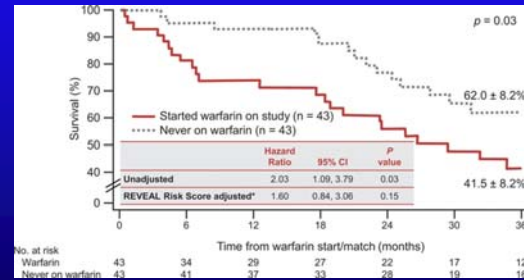 100
90
80
70
60
50
40
0
Survival (%)
p = 0.03
62.0 ± 8.2%
41.5 ± 8.2%
Started warfarin on study (n = 43)
Never on warfarin (n = 43)
Hazard Ratio 95% CI P value
Unadjusted 2.03 1.09, 3.79 0.03
REVEAL Risk Score adjusted* 1.60 0.84, 3.06 0.15
0 6 12 18 24 30 36
Time from warfarin start/match (months)
No. at risk
Warfarin 43 34 29 27 22 17 12
Never on warfarin 43 41 37 33 28 19 16